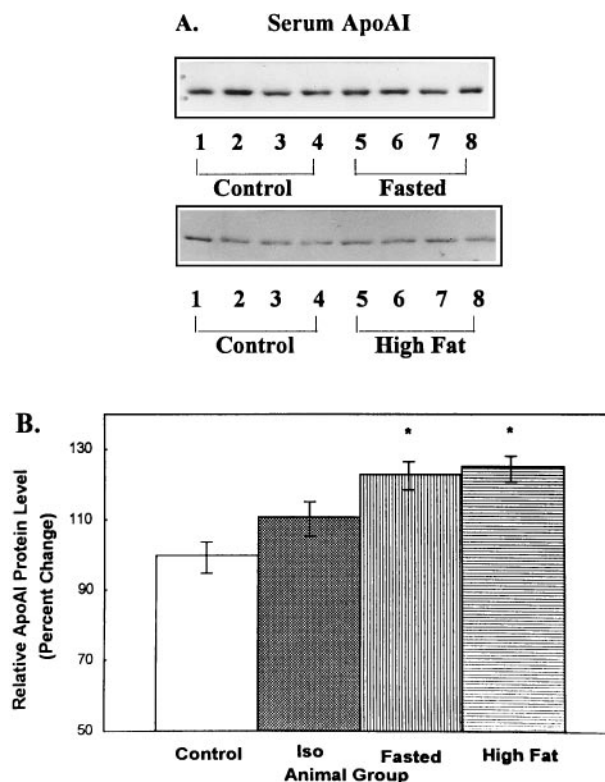 A. Serum ApoAI
1 2 3 4 5 6 7 8
Control Fasted
1 2 3 4 5 6 7 8
Control High Fat
B.
Relative ApoAI Protein Level
(Percent Change)
130
110
90
70
50
* *
Control Iso Fasted High Fat
Animal Group